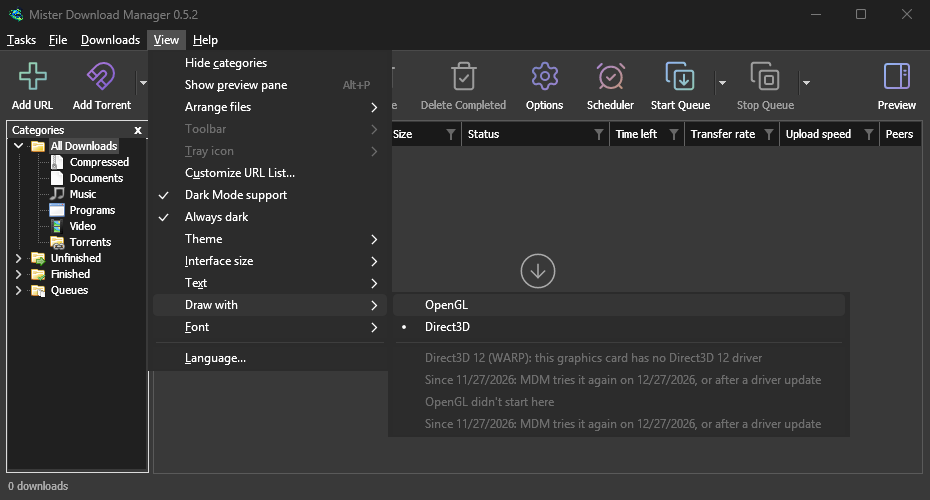 Mister Download Manager 0.5.2
Tasks File Downloads View Help
Add URL
Add Torrent
Delete Completed
Options
Scheduler
Start Queue
Stop Queue
Preview
Hide categories
Show preview pane Alt+P
Arrange files
Toolbar
Tray icon
Customize URL List...
Dark Mode support
Always dark
Theme
Interface size
Text
Draw with
Font
Language...
OpenGL
Direct3D
Direct3D 12 (WARP): this graphics card has no Direct3D 12 driver
Since 11/27/2026: MDM tries it again on 12/27/2026, or after a driver update
OpenGL didn't start here
Since 11/27/2026: MDM tries it again on 12/27/2026, or after a driver update
Categories x
All Downloads
Compressed
Documents
Music
Programs
Video
Torrents
Unfinished
Finished
Queues
Size Status Time left Transfer rate Upload speed Peers
0 downloads